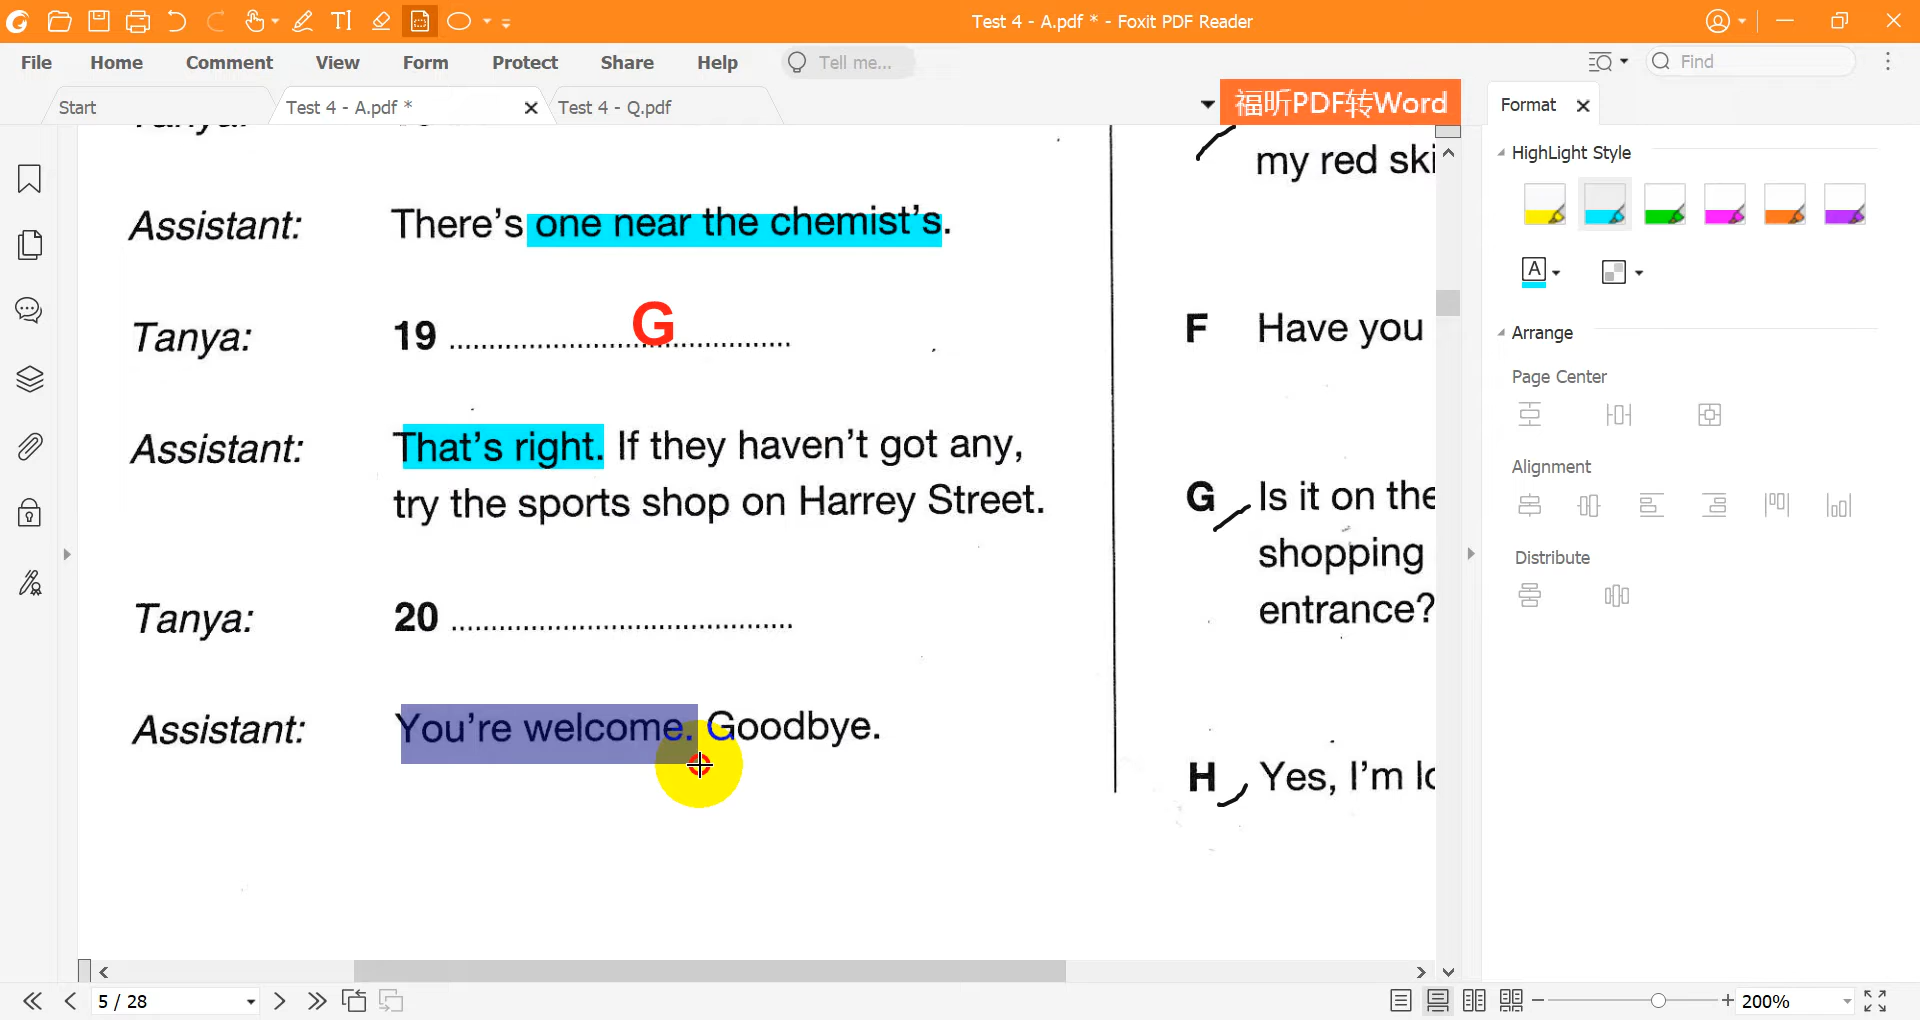 Test 4 - A.pdf * - Foxit PDF Reader
File Home Comment View Form Protect Share Help Tell me... Find
Start Test 4 - A.pdf * Test 4 - Q.pdf 福昕PDF转Word Format
Assistant: There's one near the chemist's.
Tanya: 19 ........................................... G
Assistant: That's right. If they haven't got any,
try the sports shop on Harrey Street.
Tanya: 20 ...........................................
Assistant: You're welcome. Goodbye.
my red ski
F Have you
G Is it on the
shopping
entrance?
H Yes, I'm lo
HighLight Style
A
Arrange
Page Center
Alignment
Distribute
5 / 28
200%